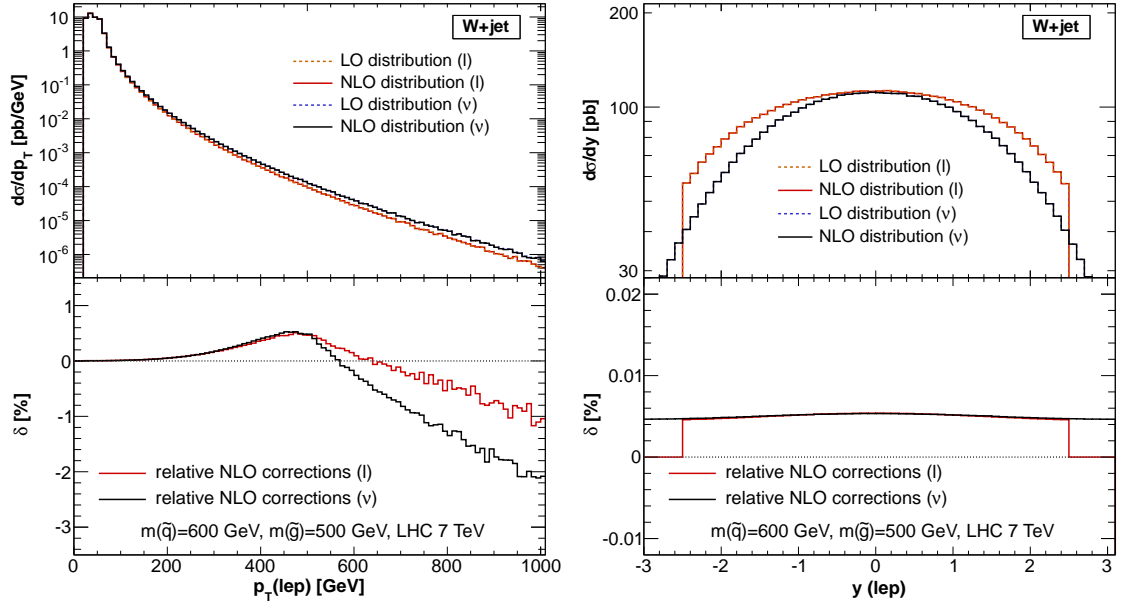 W+jet
LO distribution (l)
NLO distribution (l)
LO distribution (ν)
NLO distribution (ν)
dσ/dp_T [pb/GeV]
10
1
10^-1
10^-2
10^-3
10^-4
10^-5
10^-6
δ [%]
1
0
-1
-2
-3
relative NLO corrections (l)
relative NLO corrections (ν)
m(q̃)=600 GeV, m(g̃)=500 GeV, LHC 7 TeV
0 200 400 600 800 1000
p_T(lep) [GeV]
W+jet
LO distribution (l)
NLO distribution (l)
LO distribution (ν)
NLO distribution (ν)
dσ/dy [pb]
200
100
30
δ [%]
0.02
0.01
0
-0.01
relative NLO corrections (l)
relative NLO corrections (ν)
m(q̃)=600 GeV, m(g̃)=500 GeV, LHC 7 TeV
-3 -2 -1 0 1 2 3
y (lep)